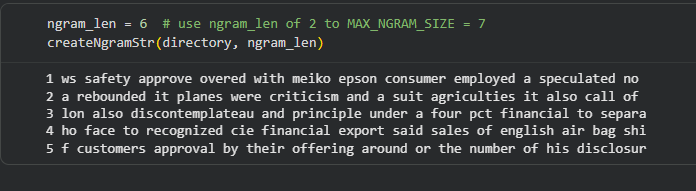 ngram_len = 6  # use ngram_len of 2 to MAX_NGRAM_SIZE = 7
createNgramStr(directory, ngram_len)
1 ws safety approve overed with meiko epson consumer employed a speculated no
2 a rebounded it planes were criticism and a suit agriculties it also call of
3 lon also discontemplateau and principle under a four pct financial to separa
4 ho face to recognized cie financial export said sales of english air bag shi
5 f customers approval by their offering around or the number of his disclosur